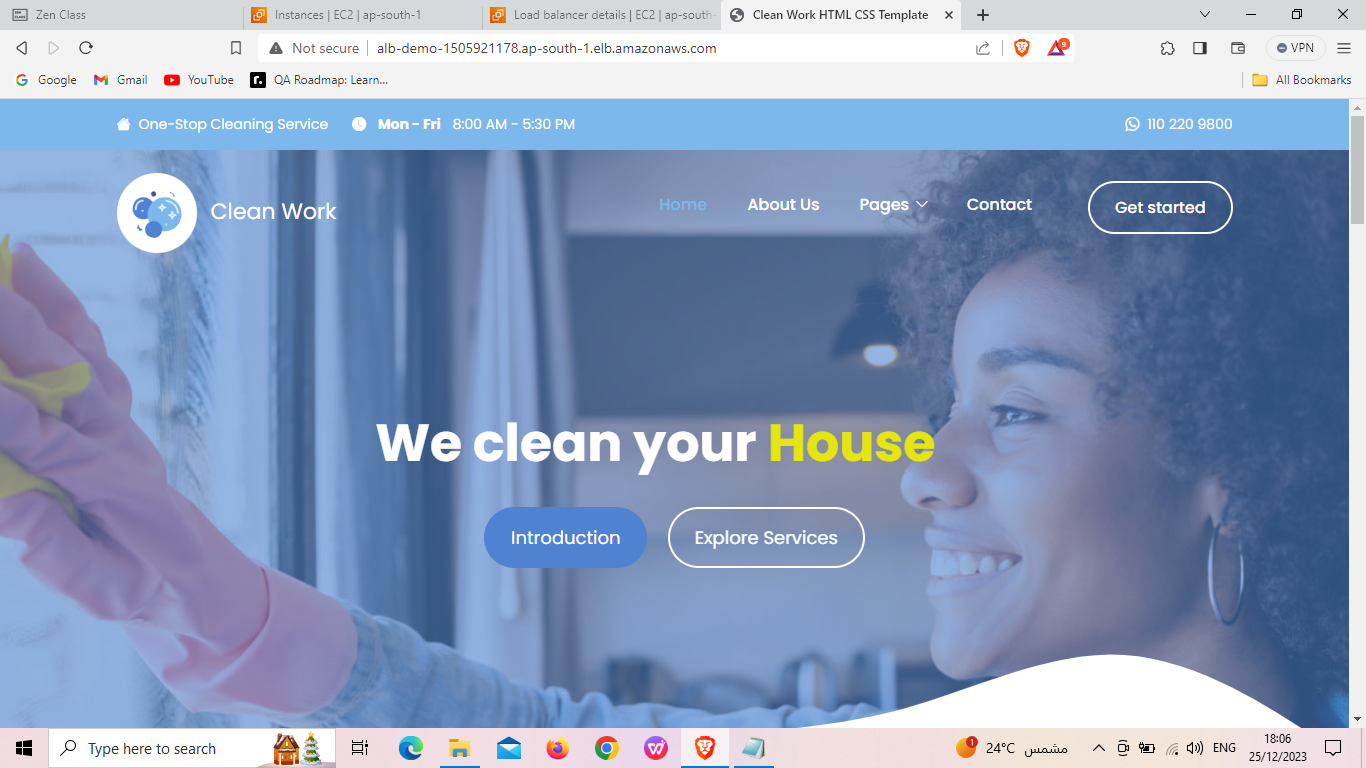 Zen Class
Instances | EC2 | ap-south-1
Load balancer details | EC2 | ap-south-
Clean Work HTML CSS Template
Not secure
alb-demo-1505921178.ap-south-1.elb.amazonaws.com
9
VPN
Google
Gmail
YouTube
r.
QA Roadmap: Learn...
All Bookmarks
One-Stop Cleaning Service
Mon - Fri 8:00 AM - 5:30 PM
110 220 9800
Clean Work
Home
About Us
Pages
Contact
Get started
We clean your House
Introduction
Explore Services
Type here to search
1
24°C مشمس
ENG
18:06
25/12/2023